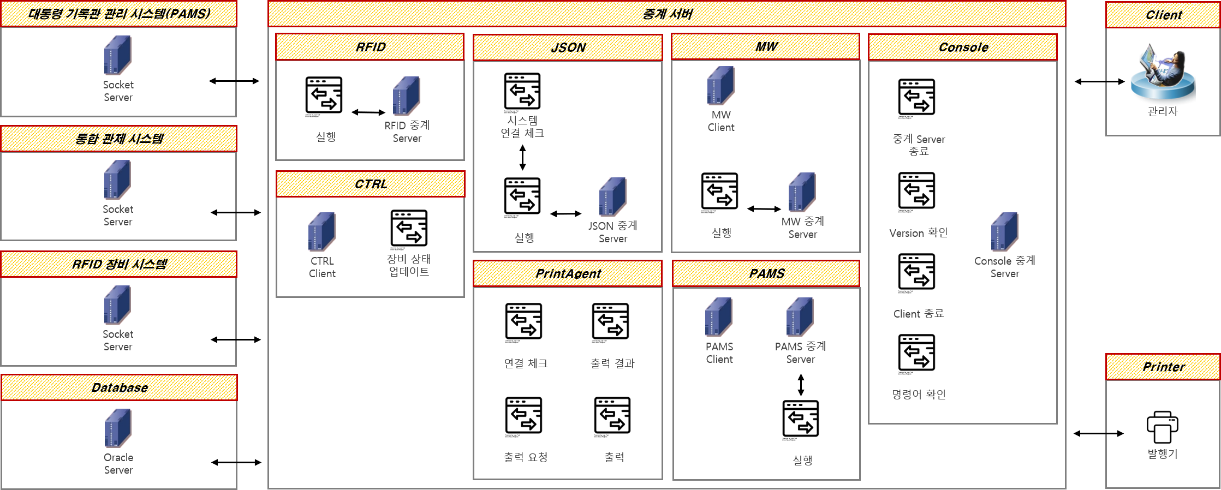 대통령 기록관 관리 시스템(PAMS)
Socket
Server
통합 관제 시스템
Socket
Server
RFID 장비 시스템
Socket
Server
Database
Oracle
Server
중계 서버
RFID
실행
RFID 중계
Server
CTRL
CTRL
Client
장비 상태
업데이트
JSON
시스템
연결 체크
실행
JSON 중계
Server
PrintAgent
연결 체크
출력 결과
출력 요청
출력
MW
MW
Client
실행
MW 중계
Server
PAMS
PAMS
Client
PAMS 중계
Server
실행
Console
중계 Server
종료
Version 확인
Client 종료
명령어 확인
Console 중계
Server
Client
관리자
Printer
발행기